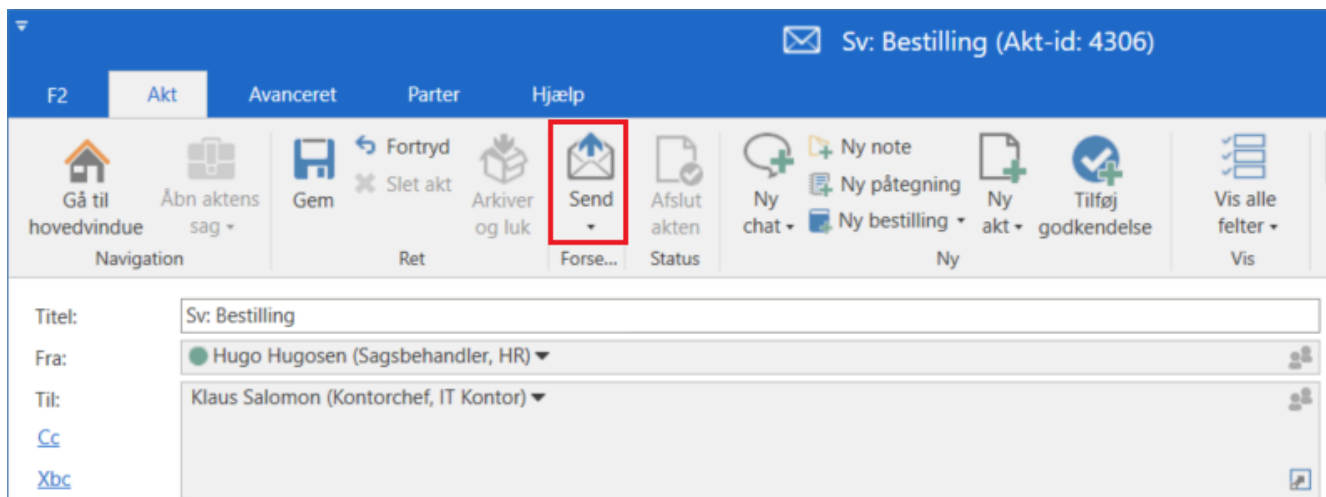 Sv: Bestilling (Akt-id: 4306)
F2 Akt Avanceret Parter Hjælp
Gå til hovedvindue
Åbn aktens sag
Navigation
Gem
Fortryd
Slet akt
Arkiver og luk
Ret
Send
Forse...
Afslut akten
Status
Ny chat
Ny note
Ny påtegning
Ny bestilling
Ny akt
Tilføj godkendelse
Ny
Vis alle felter
Vis
Titel: Sv: Bestilling
Fra: Hugo Hugosen (Sagsbehandler, HR)
Til: Klaus Salomon (Kontorchef, IT Kontor)
Cc
Xbc